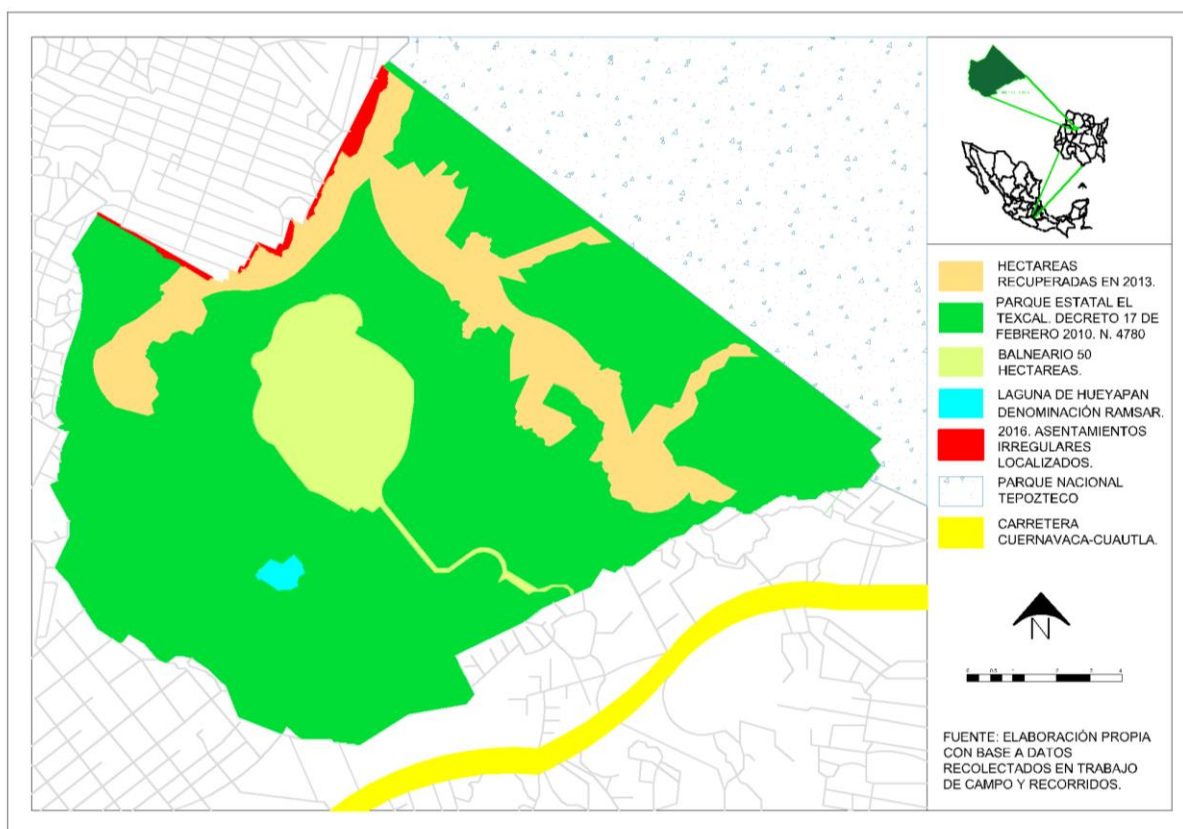 HECTAREAS
RECUPERADAS EN 2013.
PARQUE ESTATAL EL
TEXCAL. DECRETO 17 DE
FEBRERO 2010. N. 4780
BALNEARIO 50
HECTAREAS.
LAGUNA DE HUEYAPAN
DENOMINACIÓN RAMSAR.
2016. ASENTAMIENTOS
IRREGULARES
LOCALIZADOS.
PARQUE NACIONAL
TEPOZTECO
CARRETERA
CUERNAVACA-CUAUTLA.
N
FUENTE: ELABORACIÓN PROPIA
CON BASE A DATOS
RECOLECTADOS EN TRABAJO
DE CAMPO Y RECORRIDOS.